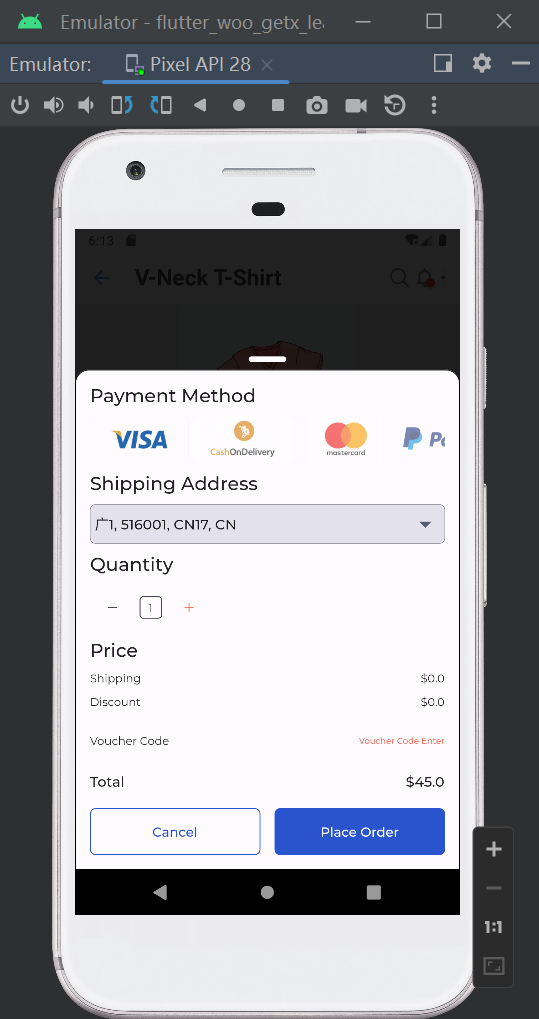 Emulator - flutter_woo_getx_le
Emulator: Pixel API 28
6:13
V-Neck T-Shirt
Payment Method
VISA
CashOnDelivery
mastercard
Pa
Shipping Address
广1, 516001, CN17, CN
Quantity
1
Price
Shipping $0.0
Discount $0.0
Voucher Code Voucher Code Enter
Total $45.0
Cancel Place Order
1:1